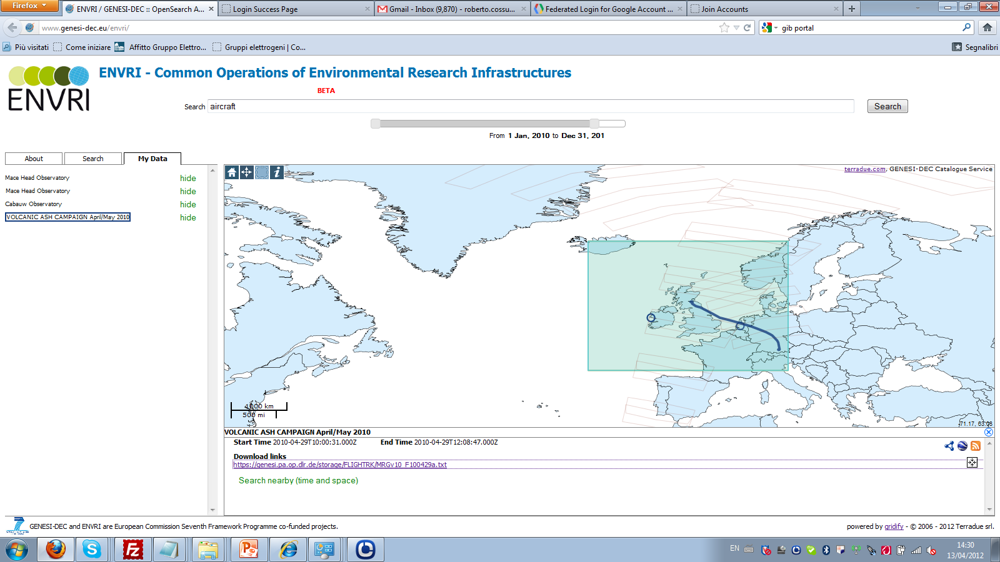 Firefox
ENVRI / GENESI-DEC :: OpenSearch A...
Login Success Page
Gmail - Inbox (9,870) - roberto.cossu...
Federated Login for Google Account ...
Join Accounts
www.genesi-dec.eu/envri/
gib portal
Più visitati
Come iniziare
Affitto Gruppo Elettro...
Gruppi elettrogeni | Co...
Segnalibri
ENVRI
ENVRI - Common Operations of Environmental Research Infrastructures
BETA
Search
aircraft
Search
From 1 Jan, 2010 to Dec 31, 201
About
Search
My Data
Mace Head Observatory hide
Mace Head Observatory hide
Cabauw Observatory hide
VOLCANIC ASH CAMPAIGN April/May 2010 hide
terradue.com, GENESI-DEC Catalogue Service
1000 km
500 mi
-71.17, 63.08
VOLCANIC ASH CAMPAIGN April/May 2010
Start Time 2010-04-29T10:00:31.000Z End Time 2010-04-29T12:08:47.000Z
Download links
https://genesi.pa.op.dlr.de/storage/FLIGHTRK/MRGv10_F100429a.txt
Search nearby (time and space)
GENESI-DEC and ENVRI are European Commission Seventh Framework Programme co-funded projects.
powered by gridify - © 2006 - 2012 Terradue srl.
EN
14:30
13/04/2012